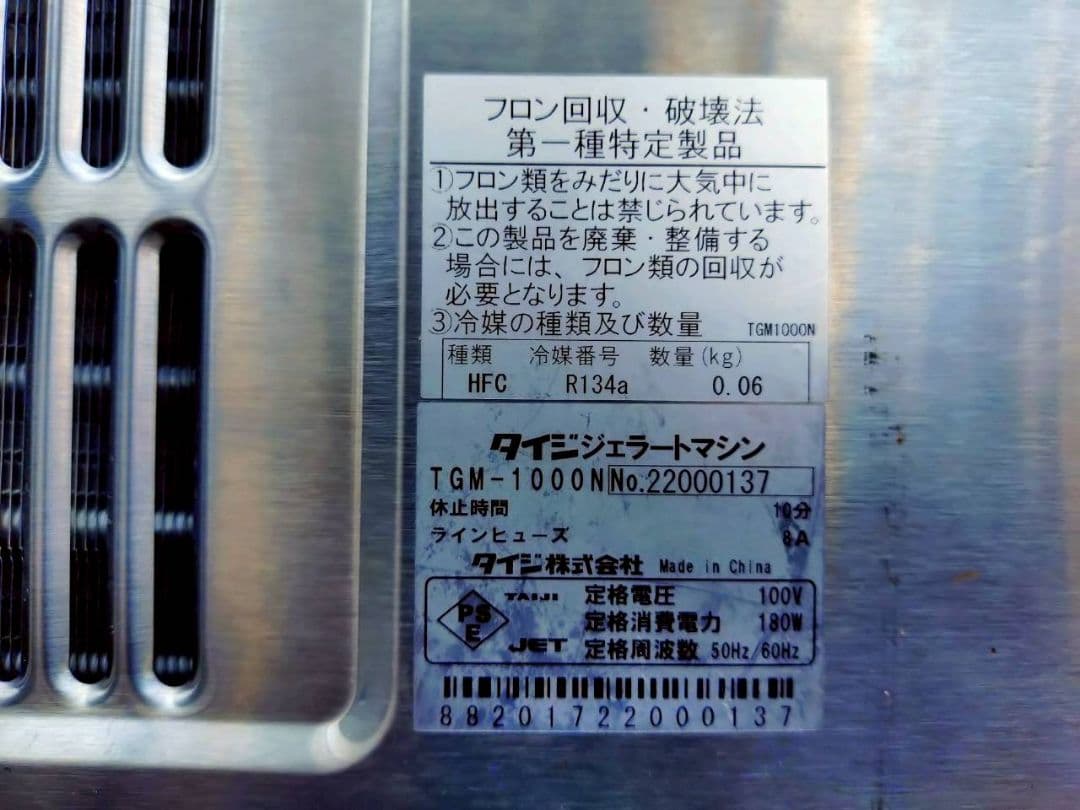 フロン回収・破壊法
第一種特定製品
①フロン類をみだりに大気中に
放出することは禁じられています。
②この製品を廃棄・整備する
場合には、フロン類の回収が
必要となります。
③冷媒の種類及び数量 TGM1000N
種類 冷媒番号 数量(kg)
HFC R134a 0.06
タイジジェラートマシン
TGM-1000N No.22000137
休止時間 10分
ラインヒューズ 8A
タイジ株式会社 Made in China
PSE TAIJI JET
定格電圧 100V
定格消費電力 180W
定格周波数 50Hz/60Hz
88201722000137